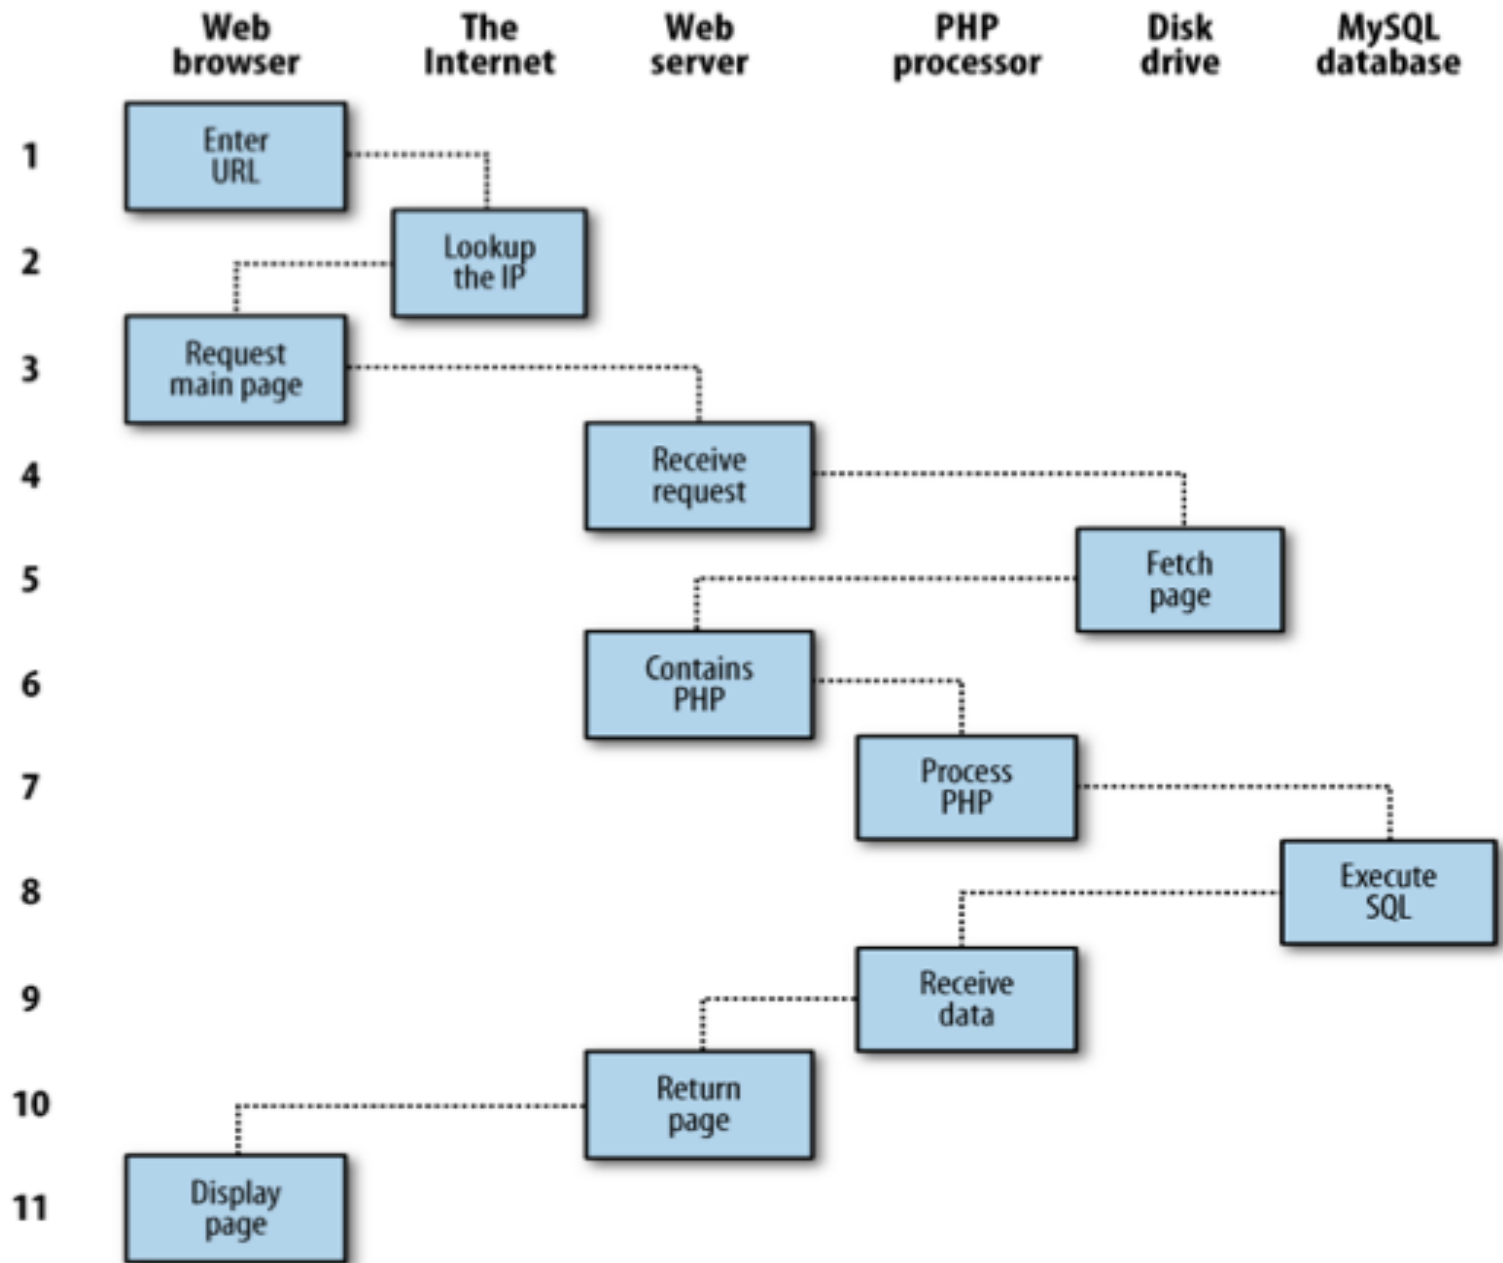 Web
browser
The
Internet
Web
server
PHP
processor
Disk
drive
MySQL
database
1
Enter
URL
2
Lookup
the IP
3
Request
main page
4
Receive
request
5
Fetch
page
6
Contains
PHP
7
Process
PHP
8
Execute
SQL
9
Receive
data
10
Return
page
11
Display
page